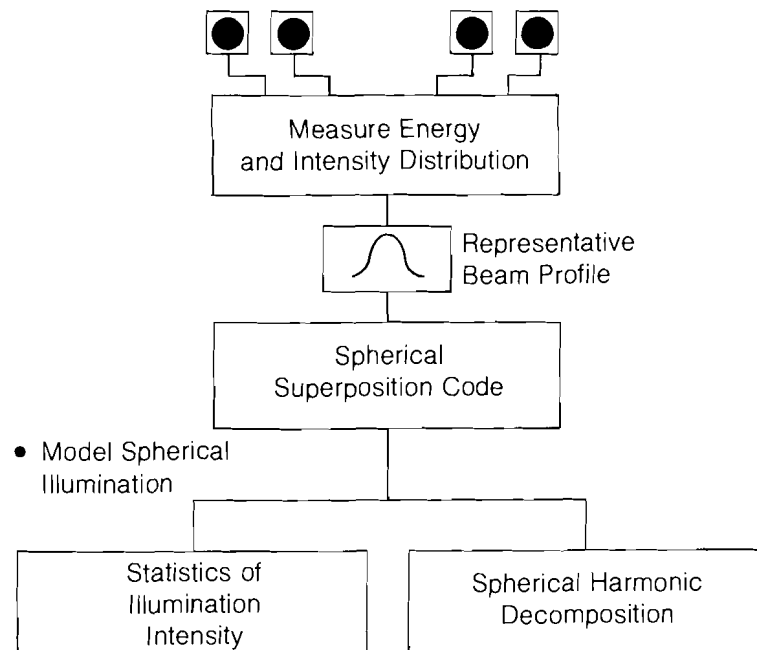 Measure Energy
and Intensity Distribution
Representative
Beam Profile
Spherical
Superposition Code
● Model Spherical
Illumination
Statistics of
Illumination
Intensity
Spherical Harmonic
Decomposition